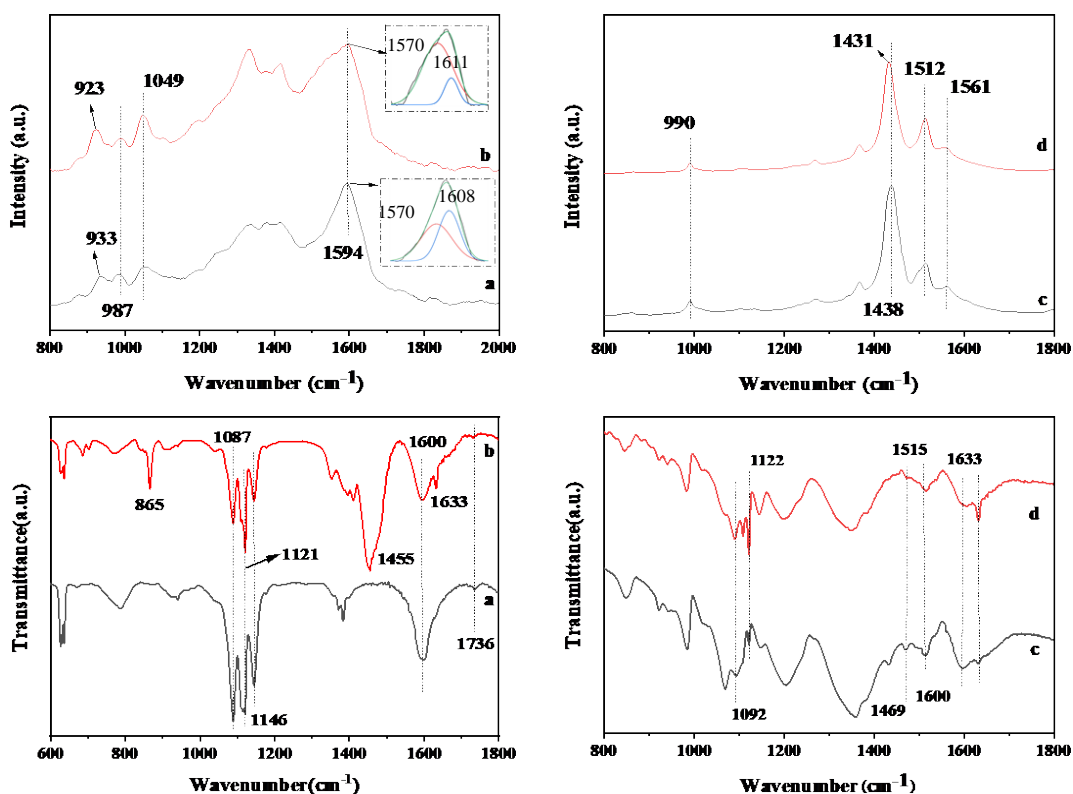 Intensity (a.u.)
923
1049
933
987
1594
1570
1611
b
1570
1608
a
800 1000 1200 1400 1600 1800 2000
Wavenumber (cm⁻¹)
Intensity (a.u.)
990
1431
1512
1561
d
1438
c
800 1000 1200 1400 1600 1800
Wavenumber (cm⁻¹)
Transmittance(a.u.)
1087
1600
b
865
1633
1121
1455
a
1736
1146
600 800 1000 1200 1400 1600 1800
Wavenumber(cm⁻¹)
Transmittance(a.u.)
1122
1515
1633
d
c
1092
1469
1600
800 1000 1200 1400 1600 1800
Wavenumber(cm⁻¹)